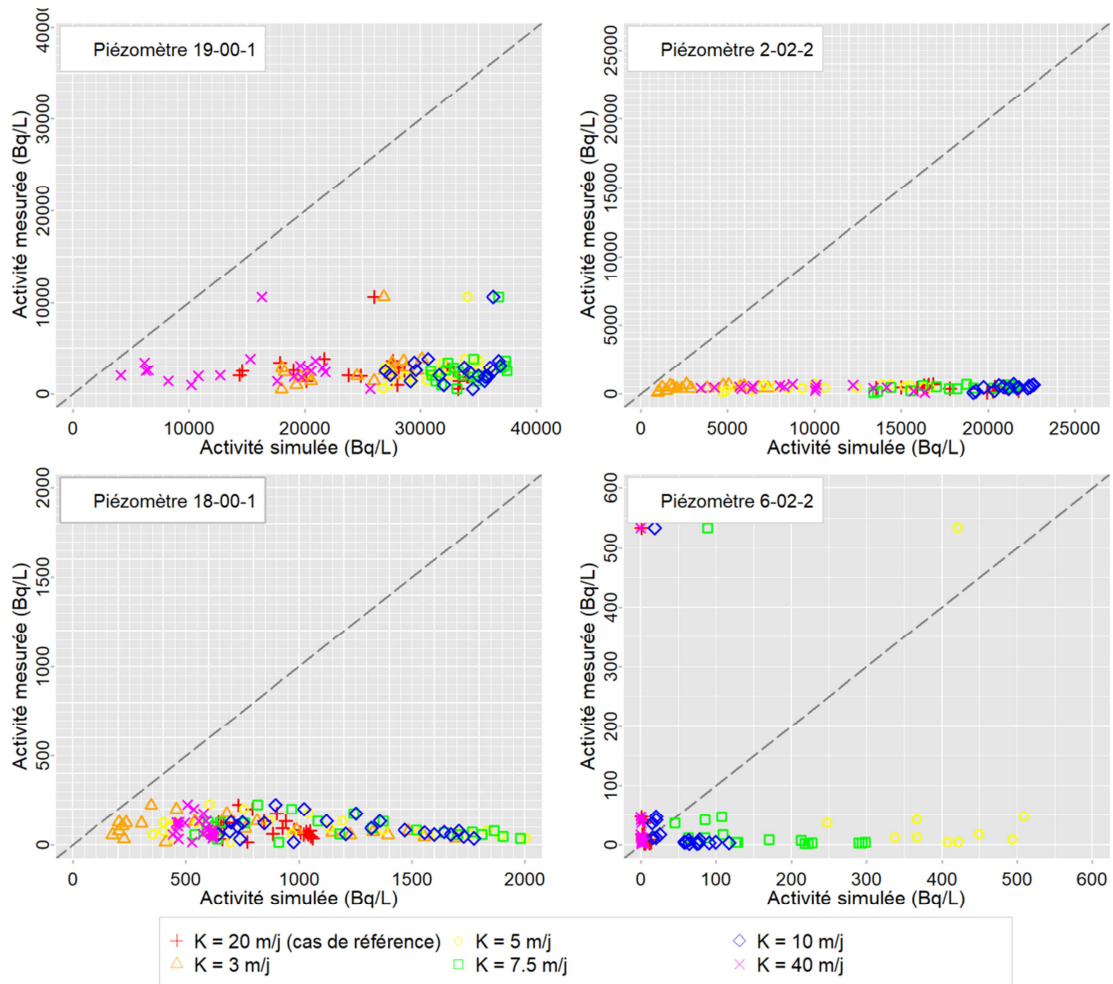 Piézomètre 19-00-1
Activité mesurée (Bq/L)
0 10000 20000 30000 40000
0 10000 20000 30000 40000
Activité simulée (Bq/L)
Piézomètre 2-02-2
Activité mesurée (Bq/L)
0 5000 10000 15000 20000 25000
0 5000 10000 15000 20000 25000
Activité simulée (Bq/L)
Piézomètre 18-00-1
Activité mesurée (Bq/L)
0 500 1000 1500 2000
0 500 1000 1500 2000
Activité simulée (Bq/L)
Piézomètre 6-02-2
Activité mesurée (Bq/L)
0 100 200 300 400 500 600
0 100 200 300 400 500 600
Activité simulée (Bq/L)
K = 20 m/j (cas de référence) K = 5 m/j K = 10 m/j
K = 3 m/j K = 7.5 m/j K = 40 m/j